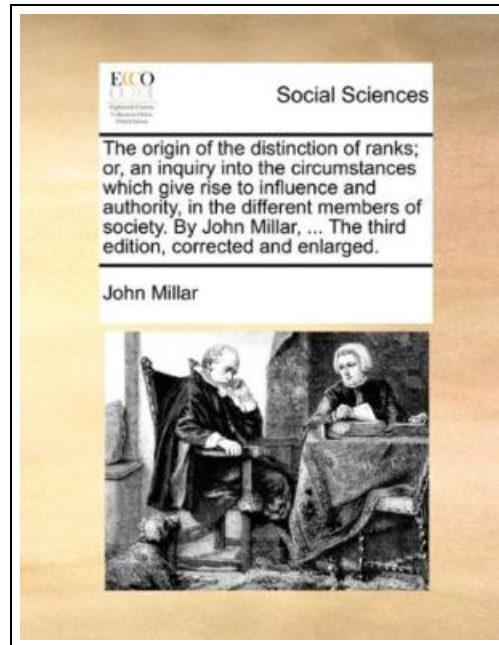 ECCO
Social Sciences
The origin of the distinction of ranks;
or, an inquiry into the circumstances
which give rise to influence and
authority, in the different members of
society. By John Millar, ... The third
edition, corrected and enlarged.
John Millar